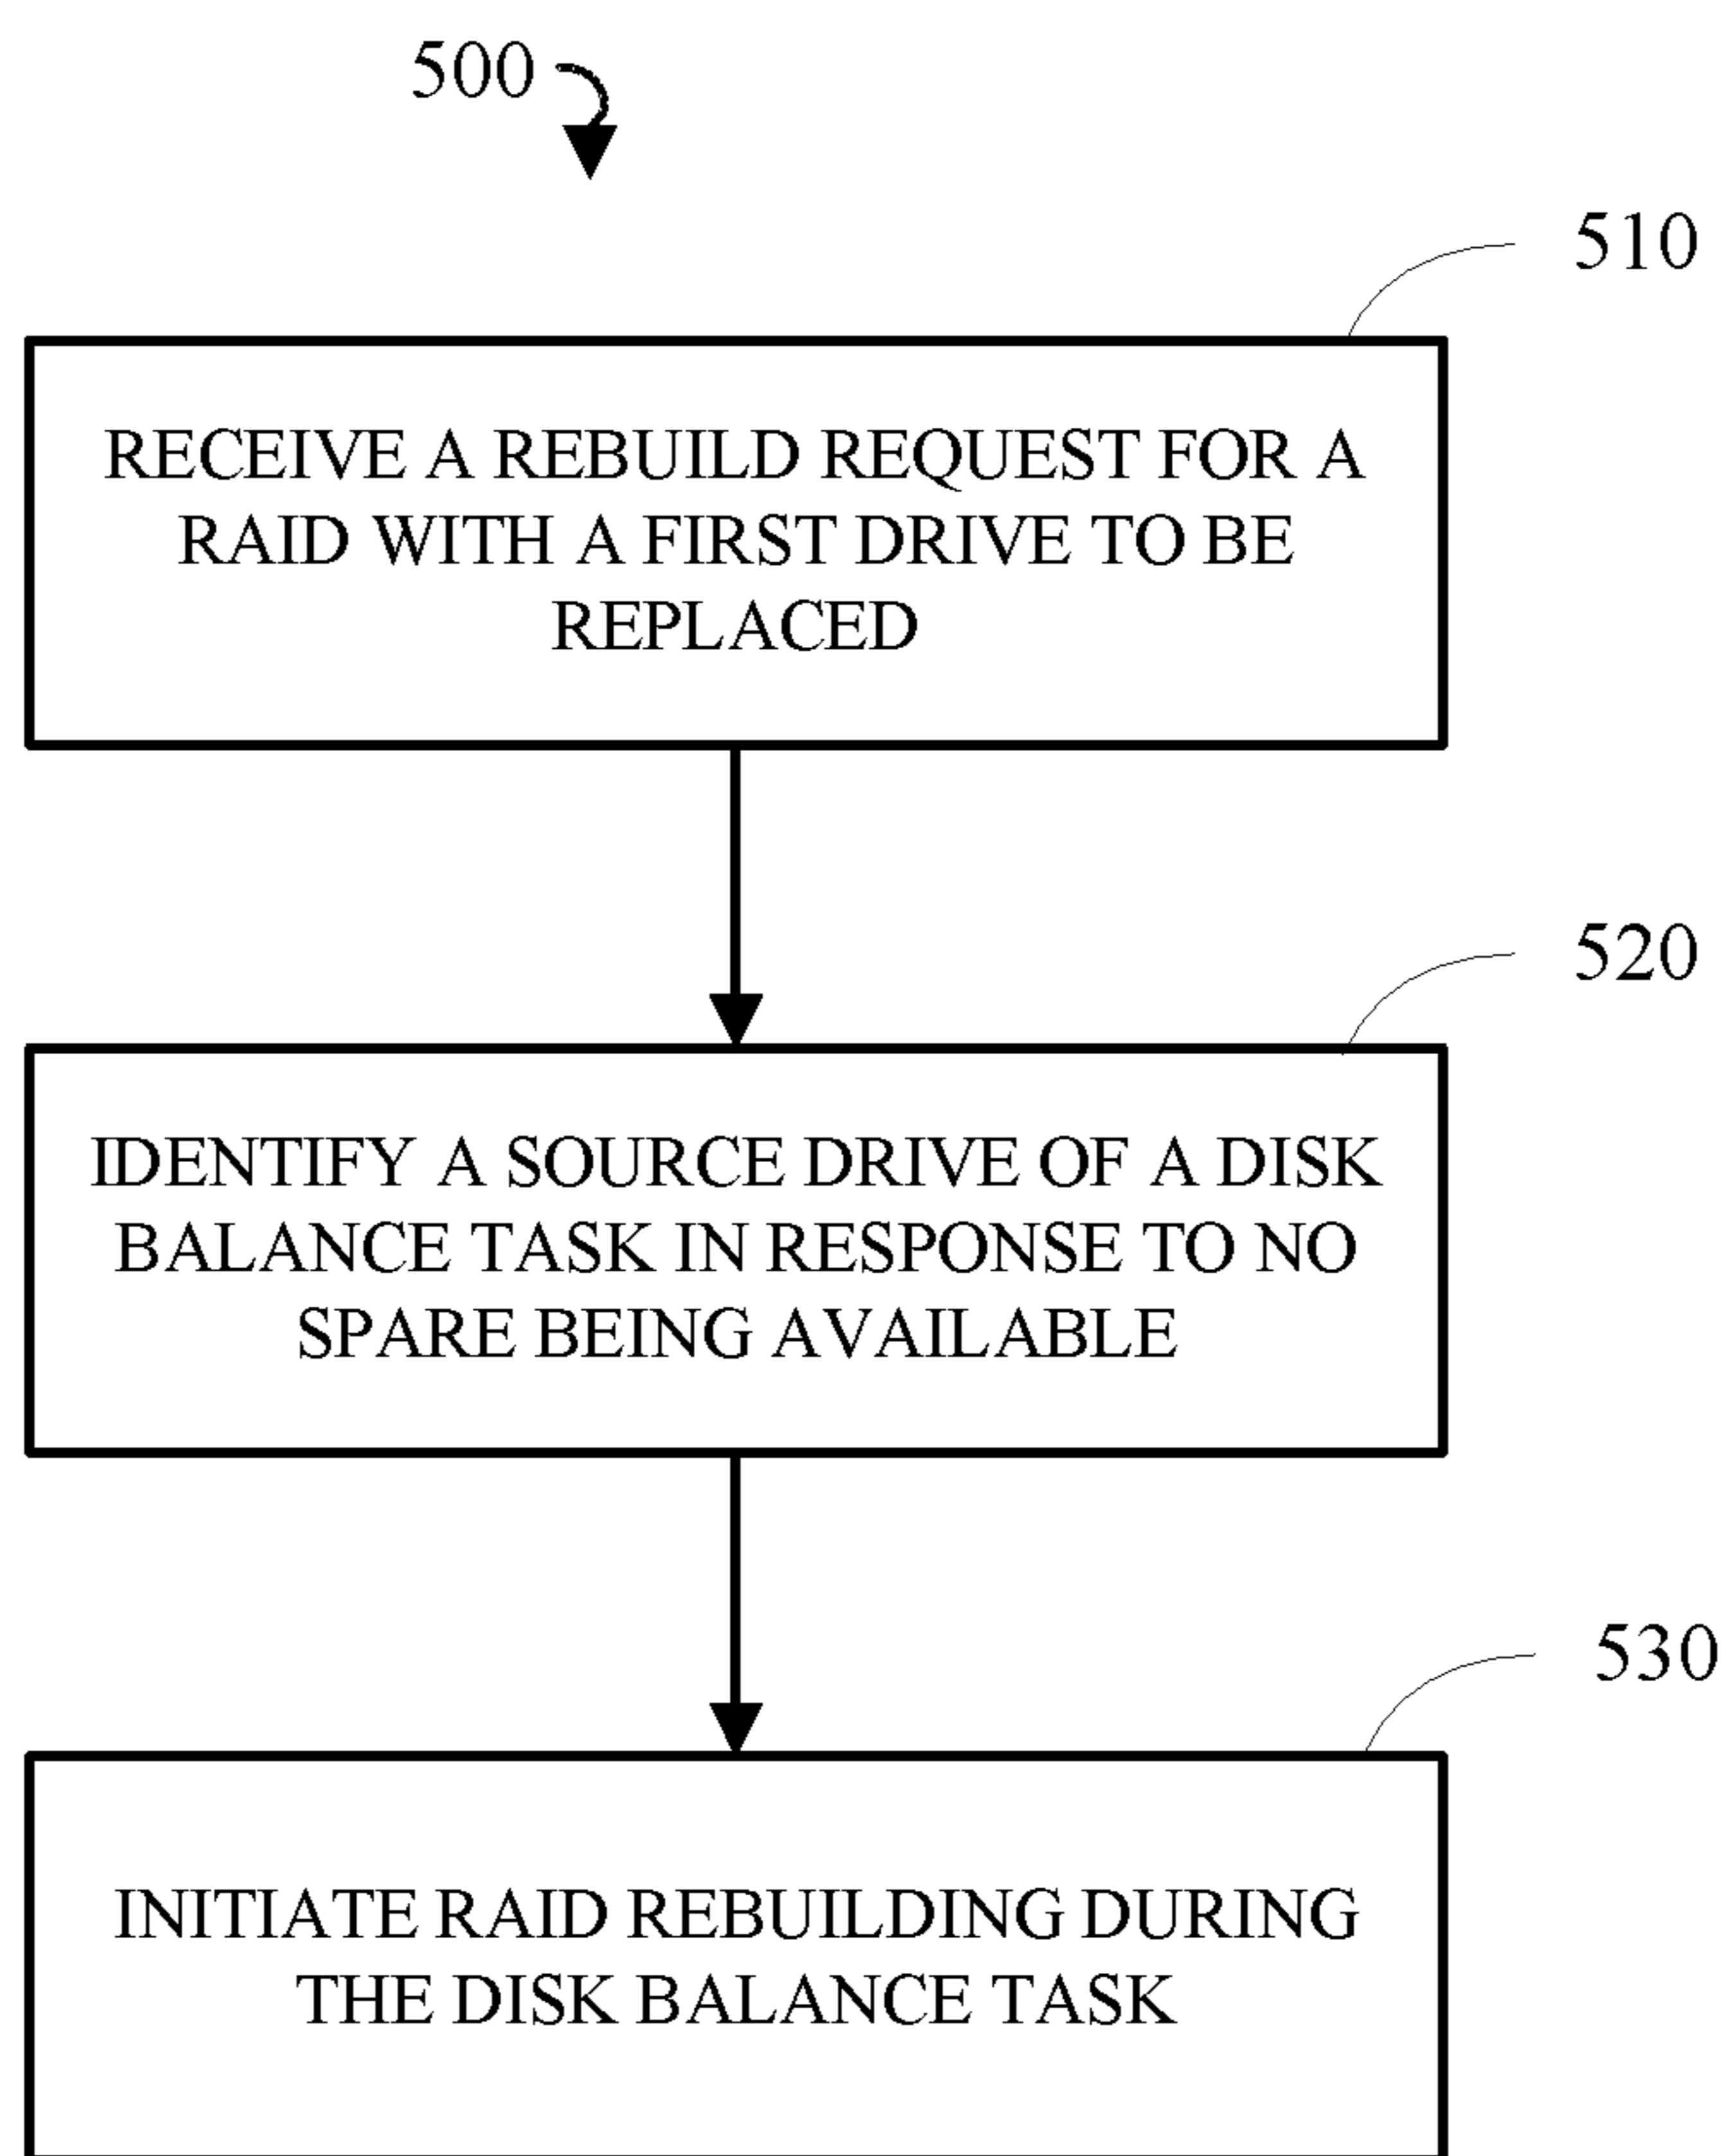 500
510
RECEIVE A REBUILD REQUEST FOR A
RAID WITH A FIRST DRIVE TO BE
REPLACED
520
IDENTIFY A SOURCE DRIVE OF A DISK
BALANCE TASK IN RESPONSE TO NO
SPARE BEING AVAILABLE
530
INITIATE RAID REBUILDING DURING
THE DISK BALANCE TASK